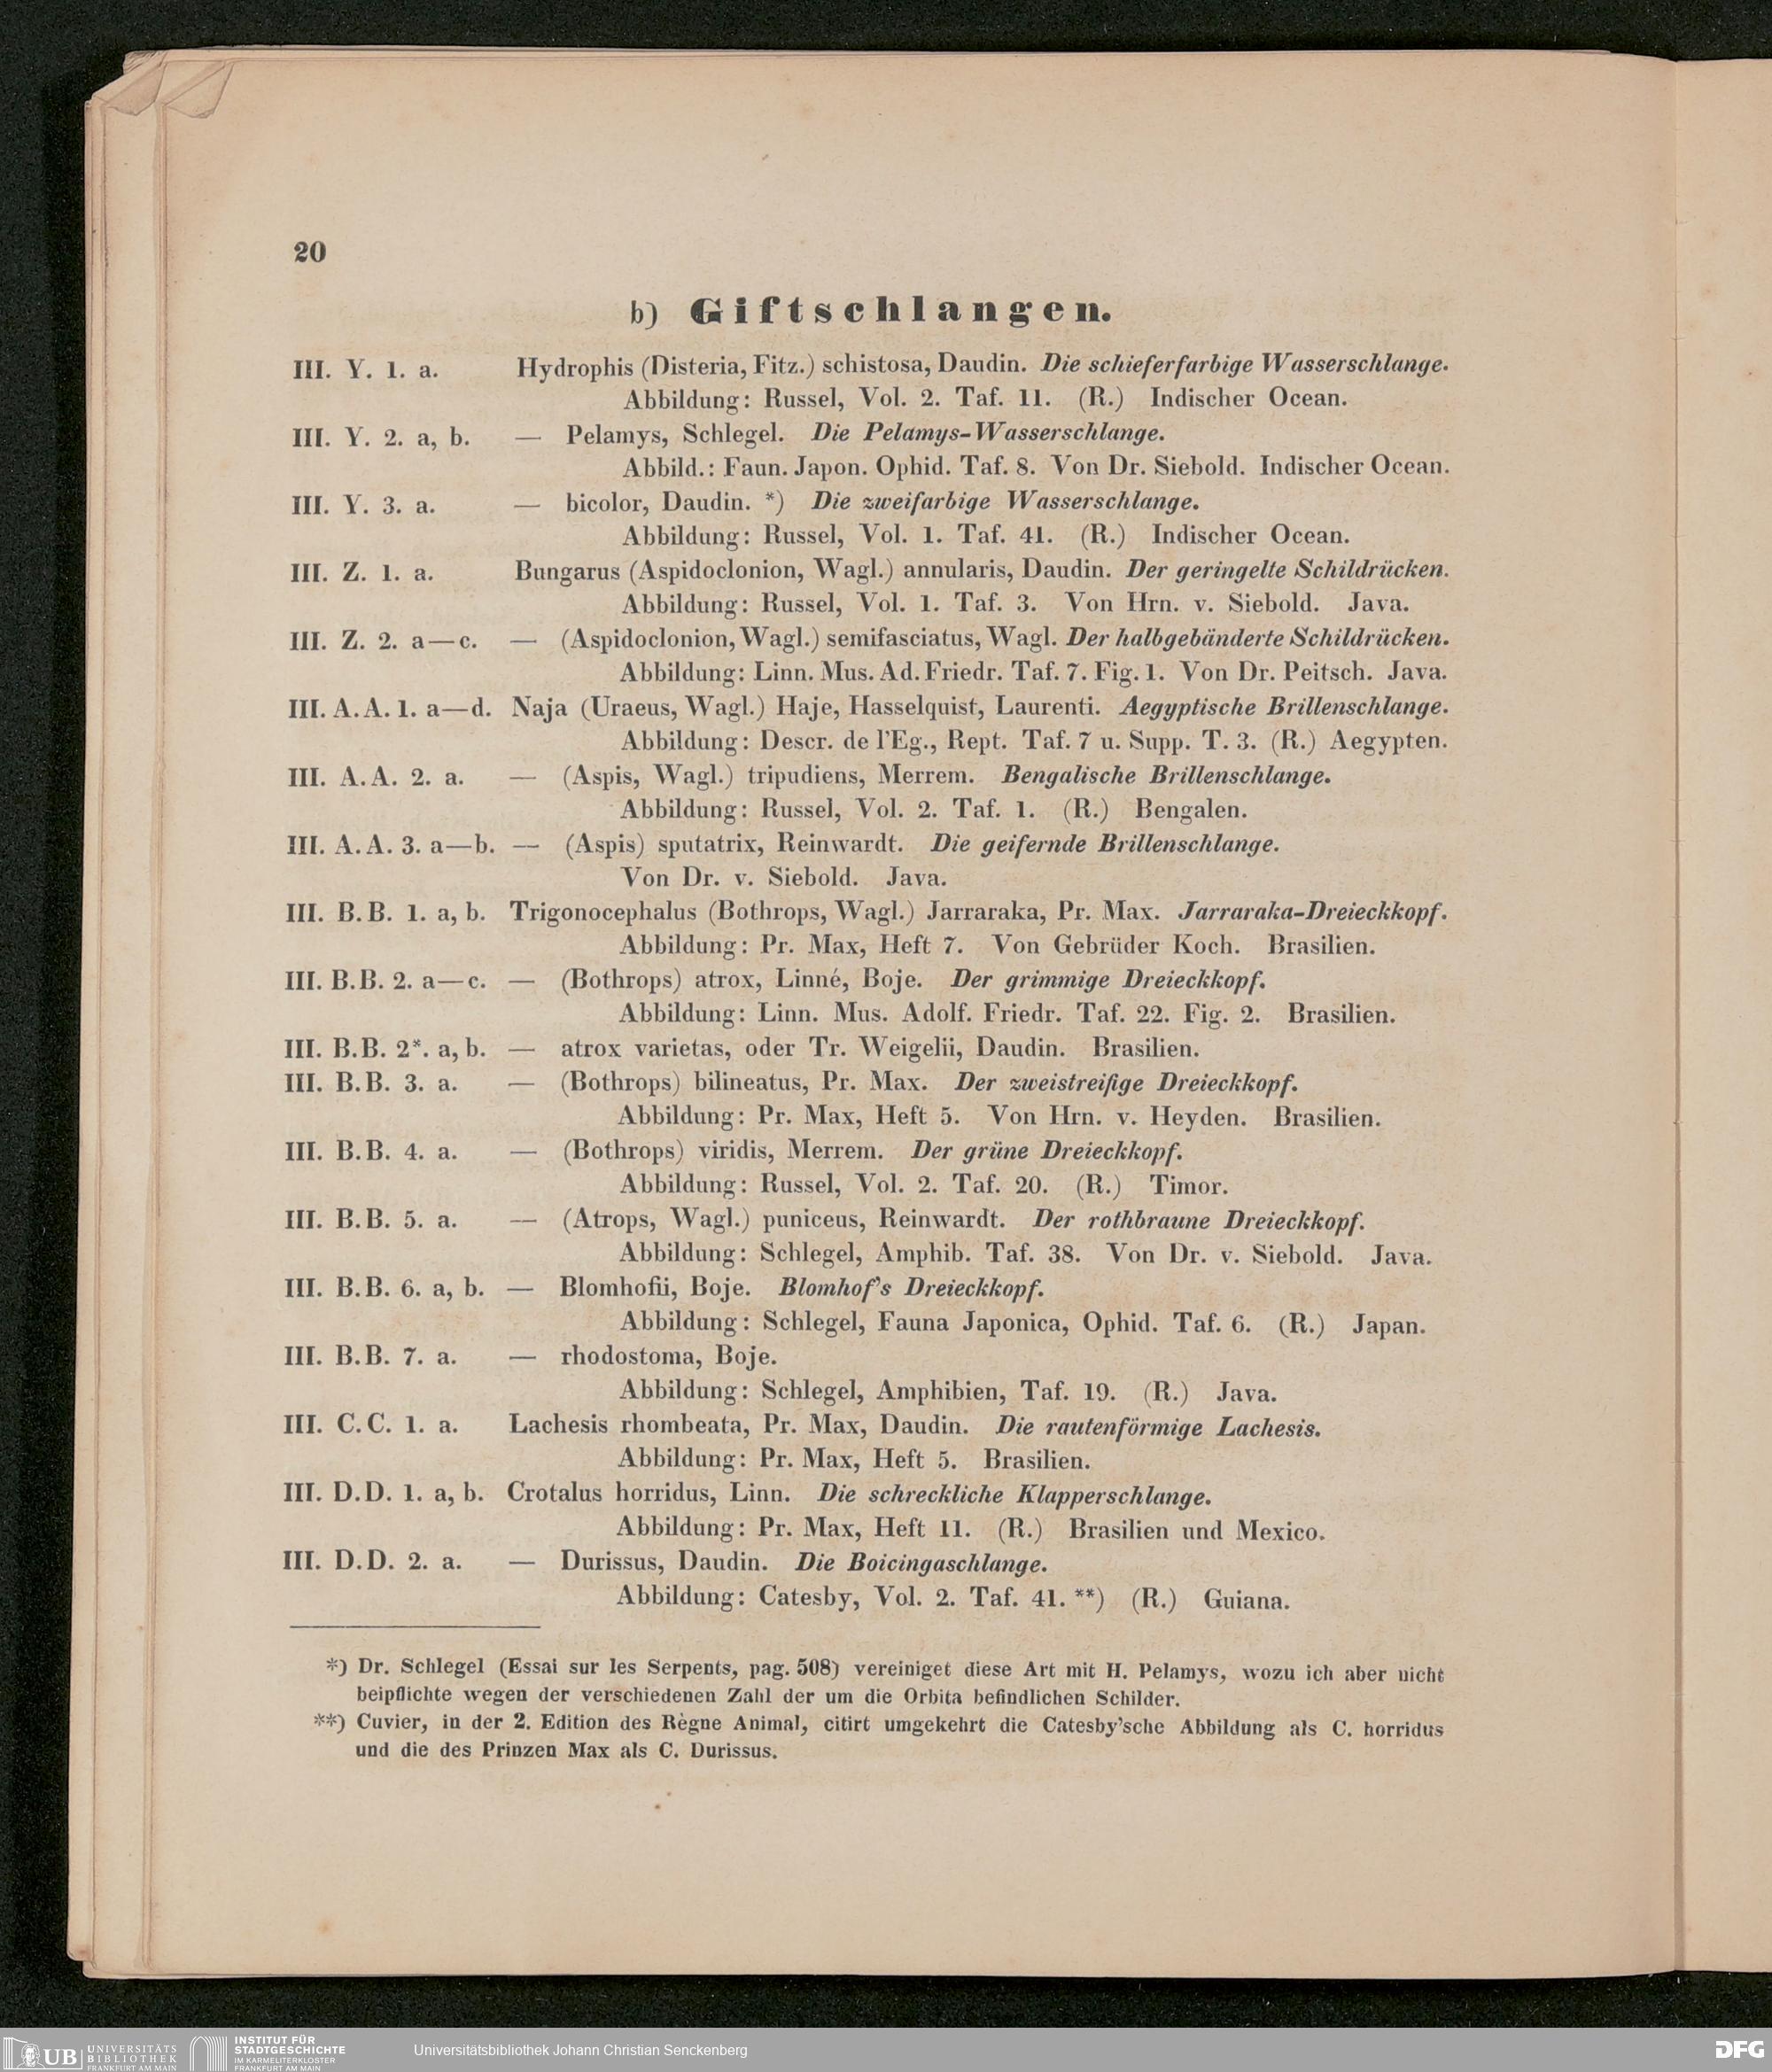 20
b) Giftschlangen.
III. Y. 1. a. Hydrophis (Disteria, Fitz.) schistosa, Daudin. Die schieferfarbige Wasserschlange.
Abbildung: Russel, Vol. 2. Taf. 11. (R.) Indischer Ocean.
III. Y. 2. a, b. — Pelamys, Schlegel. Die Pelamys-Wasserschlange.
Abbild.: Faun. Japon. Ophid. Taf. 8. Von Dr. Siebold. Indischer Ocean.
III. Y. 3. a. — bicolor, Daudin. *) Die zweifarbige Wasserschlange.
Abbildung: Russel, Vol. 1. Taf. 41. (R.) Indischer Ocean.
III. Z. 1. a. Bungarus (Aspidoclonion, Wagl.) annularis, Daudin. Der geringelte Schildrücken.
Abbildung: Russel, Vol. 1. Taf. 3. Von Hrn. v. Siebold. Java.
III. Z. 2. a—c. — (Aspidoclonion, Wagl.) semifasciatus, Wagl. Der halbgebänderte Schildrücken.
Abbildung: Linn. Mus. Ad. Friedr. Taf. 7. Fig. 1. Von Dr. Peitsch. Java.
III. A.A. 1. a—d. Naja (Uraeus, Wagl.) Haje, Hasselquist, Laurenti. Aegyptische Brillenschlange.
Abbildung: Descr. de l'Eg., Rept. Taf. 7 u. Supp. T. 3. (R.) Aegypten.
III. A.A. 2. a. — (Aspis, Wagl.) tripudiens, Merrem. Bengalische Brillenschlange.
Abbildung: Russel, Vol. 2. Taf. 1. (R.) Bengalen.
III. A.A. 3. a—b. — (Aspis) sputatrix, Reinwardt. Die geifernde Brillenschlange.
Von Dr. v. Siebold. Java.
III. B.B. 1. a, b. Trigonocephalus (Bothrops, Wagl.) Jarraraka, Pr. Max. Jarraraka-Dreieckkopf.
Abbildung: Pr. Max, Heft 7. Von Gebrüder Koch. Brasilien.
III. B.B. 2. a—c. — (Bothrops) atrox, Linné, Boje. Der grimmige Dreieckkopf.
Abbildung: Linn. Mus. Adolf. Friedr. Taf. 22. Fig. 2. Brasilien.
III. B.B. 2*. a, b. — atrox varietas, oder Tr. Weigelii, Daudin. Brasilien.
III. B.B. 3. a. — (Bothrops) bilineatus, Pr. Max. Der zweistreifige Dreieckkopf.
Abbildung: Pr. Max, Heft 5. Von Hrn. v. Heyden. Brasilien.
III. B.B. 4. a. — (Bothrops) viridis, Merrem. Der grüne Dreieckkopf.
Abbildung: Russel, Vol. 2. Taf. 20. (R.) Timor.
III. B.B. 5. a. — (Atrops, Wagl.) puniceus, Reinwardt. Der rothbraune Dreieckkopf.
Abbildung: Schlegel, Amphib. Taf. 38. Von Dr. v. Siebold. Java.
III. B.B. 6. a, b. — Blomhofii, Boje. Blomhof's Dreieckkopf.
Abbildung: Schlegel, Fauna Japonica, Ophid. Taf. 6. (R.) Japan.
III. B.B. 7. a. — rhodostoma, Boje.
Abbildung: Schlegel, Amphibien, Taf. 19. (R.) Java.
III. C.C. 1. a. Lachesis rhombeata, Pr. Max, Daudin. Die rautenförmige Lachesis.
Abbildung: Pr. Max, Heft 5. Brasilien.
III. D.D. 1. a, b. Crotalus horridus, Linn. Die schreckliche Klapperschlange.
Abbildung: Pr. Max, Heft 11. (R.) Brasilien und Mexico.
III. D.D. 2. a. — Durissus, Daudin. Die Boicingaschlange.
Abbildung: Catesby, Vol. 2. Taf. 41. **) (R.) Guiana.
*) Dr. Schlegel (Essai sur les Serpents, pag. 508) vereiniget diese Art mit H. Pelamys, wozu ich aber nicht
beipflichte wegen der verschiedenen Zahl der um die Orbita befindlichen Schilder.
**) Cuvier, in der 2. Edition des Règne Animal, citirt umgekehrt die Catesby'sche Abbildung als C. horridus
und die des Prinzen Max als C. Durissus.
UB UNIVERSITÄTS
BIBLIOTHEK
FRANKFURT AM MAIN
INSTITUT FÜR
STADTGESCHICHTE
IM KARMELITERKLOSTER
FRANKFURT AM MAIN
Universitätsbibliothek Johann Christian Senckenberg
DFG